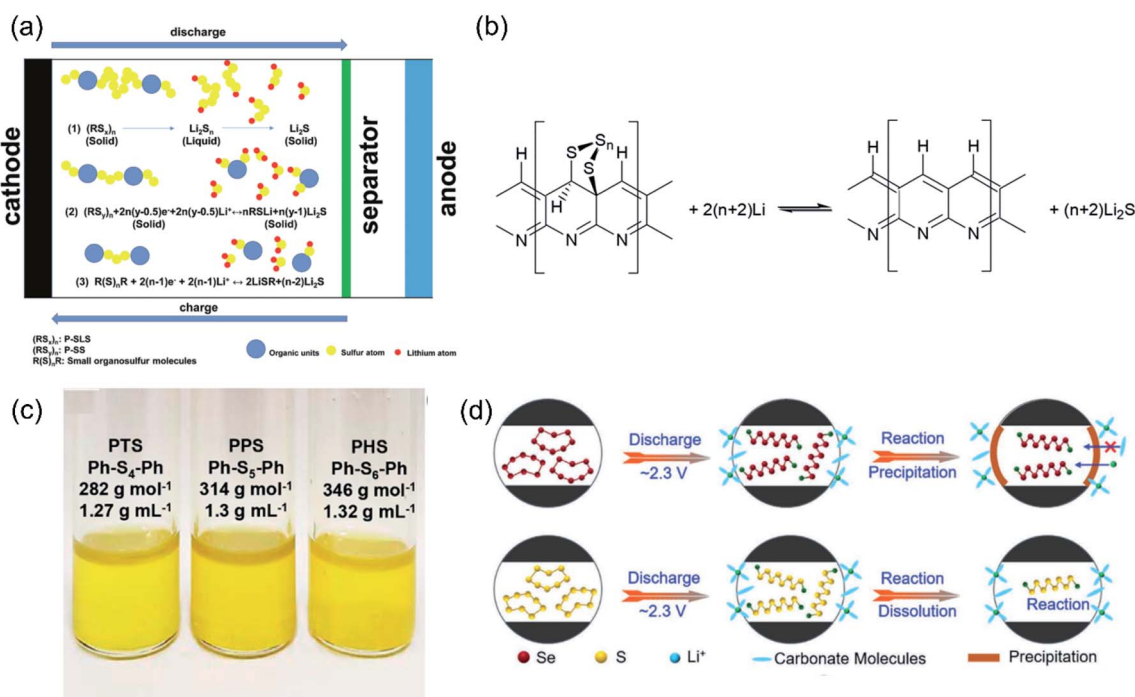 (a)
discharge
cathode
(1) (RSₓ)ₙ
(Solid)
Li₂Sₙ
(Liquid)
Li₂S
(Solid)
(2) (RSᵧ)ₙ+2n(y-0.5)e⁻+2n(y-0.5)Li⁺↔nRSLi+n(y-1)Li₂S
(Solid) (Solid)
(3) R(S)ₙR + 2(n-1)e⁻ + 2(n-1)Li⁺ ↔ 2LiSR+(n-2)Li₂S
separator
anode
charge
(RSₓ)ₙ: P-SLS
(RSᵧ)ₙ: P-SS
R(S)ₙR: Small organosulfur molecules
Organic units
Sulfur atom
Lithium atom
(b)
H
S
Sₙ
S
H
H
N
N
N
+ 2(n+2)Li
H
H
H
N
N
N
+ (n+2)Li₂S
(c)
PTS
Ph-S₄-Ph
282 g mol⁻¹
1.27 g mL⁻¹
PPS
Ph-S₅-Ph
314 g mol⁻¹
1.3 g mL⁻¹
PHS
Ph-S₆-Ph
346 g mol⁻¹
1.32 g mL⁻¹
(d)
Discharge
~2.3 V
Reaction
Precipitation
Discharge
~2.3 V
Reaction
Dissolution
Reaction
Se
S
Li⁺
Carbonate Molecules
Precipitation